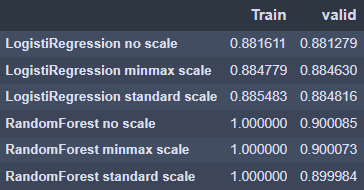 Train valid
LogistiRegression no scale 0.881611 0.881279
LogistiRegression minmax scale 0.884779 0.884630
LogistiRegression standard scale 0.885483 0.884816
RandomForest no scale 1.000000 0.900085
RandomForest minmax scale 1.000000 0.900073
RandomForest standard scale 1.000000 0.899984